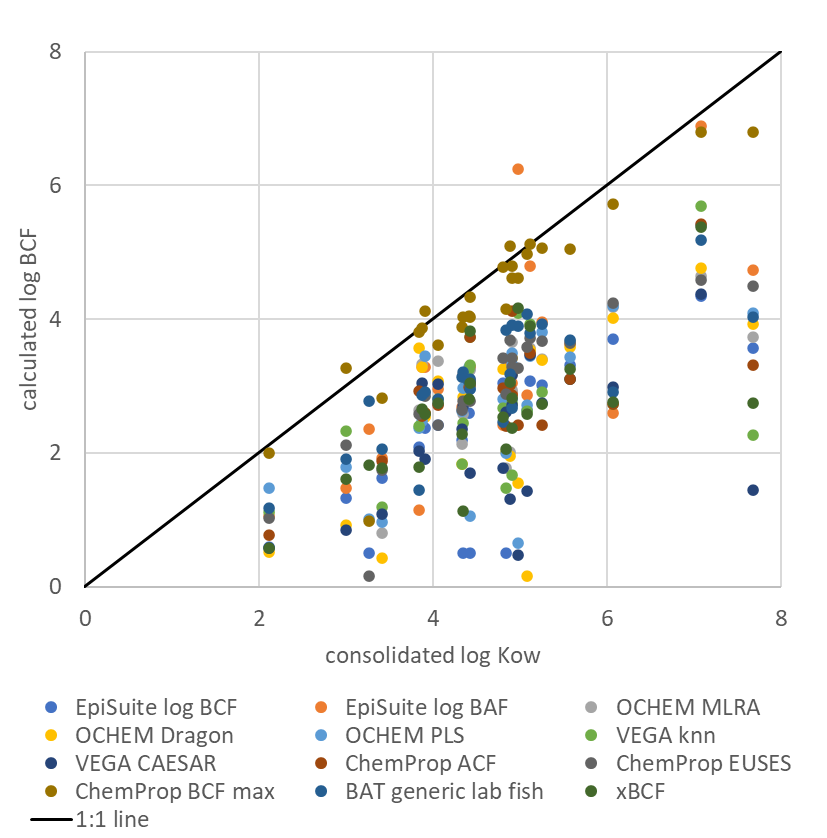 8
6
4
2
0
calculated log BCF
0 2 4 6 8
consolidated log Kow
EpiSuite log BCF EpiSuite log BAF OCHEM MLRA
OCHEM Dragon OCHEM PLS VEGA knn
VEGA CAESAR ChemProp ACF ChemProp EUSES
ChemProp BCF max BAT generic lab fish xBCF
1:1 line